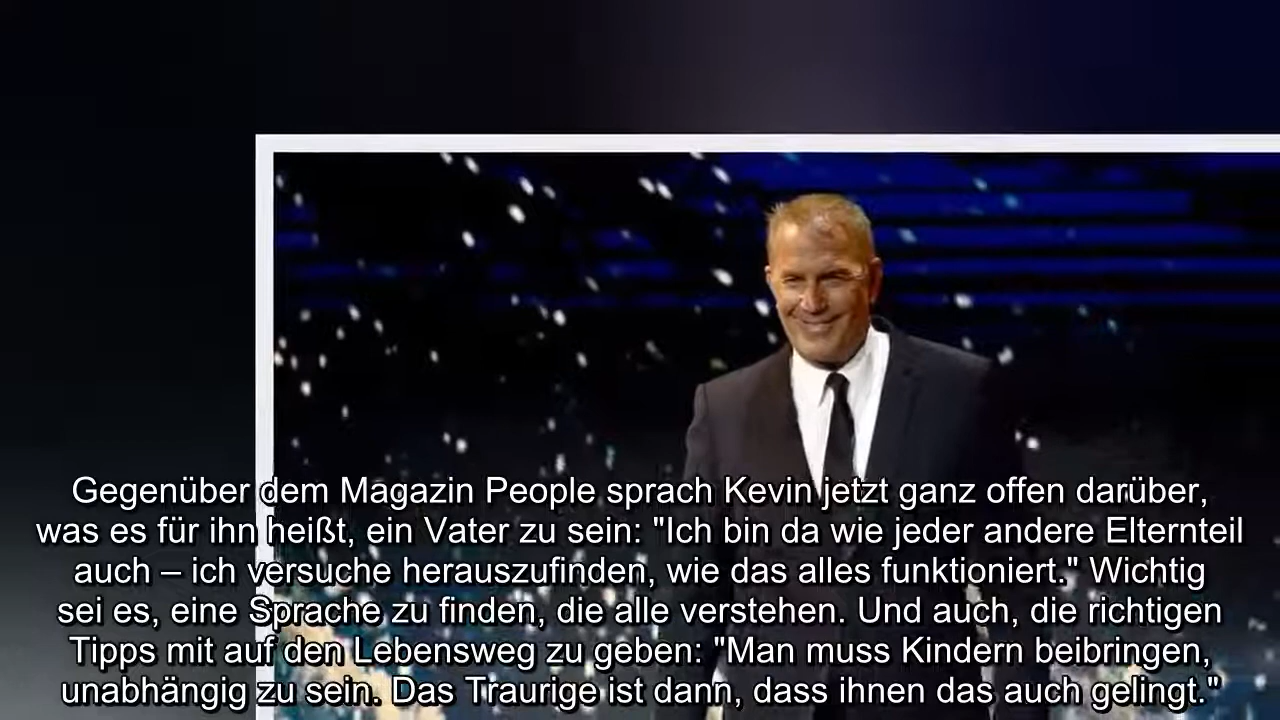 Gegenüber dem Magazin People sprach Kevin jetzt ganz offen darüber,
was es für ihn heißt, ein Vater zu sein: "Ich bin da wie jeder andere Elternteil
auch – ich versuche herauszufinden, wie das alles funktioniert." Wichtig
sei es, eine Sprache zu finden, die alle verstehen. Und auch, die richtigen
Tipps mit auf den Lebensweg zu geben: "Man muss Kindern beibringen,
unabhängig zu sein. Das Traurige ist dann, dass ihnen das auch gelingt."